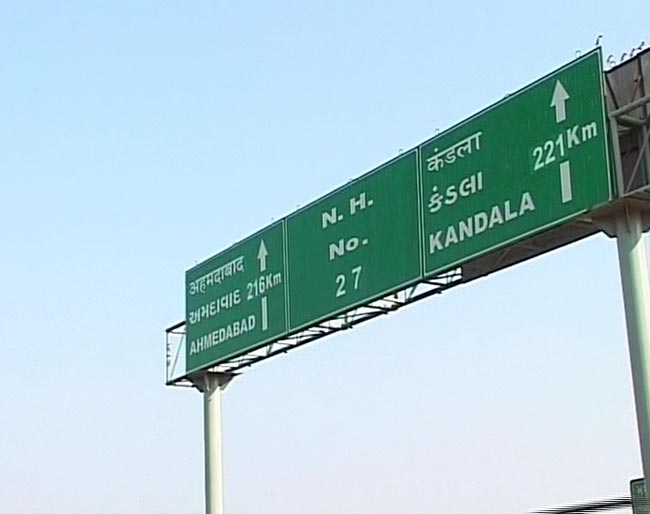 अहमदाबाद
અમદાવાદ 216Km
AHMEDABAD
N. H.
No.
27
कंडला
કંડલા 221Km
KANDALA